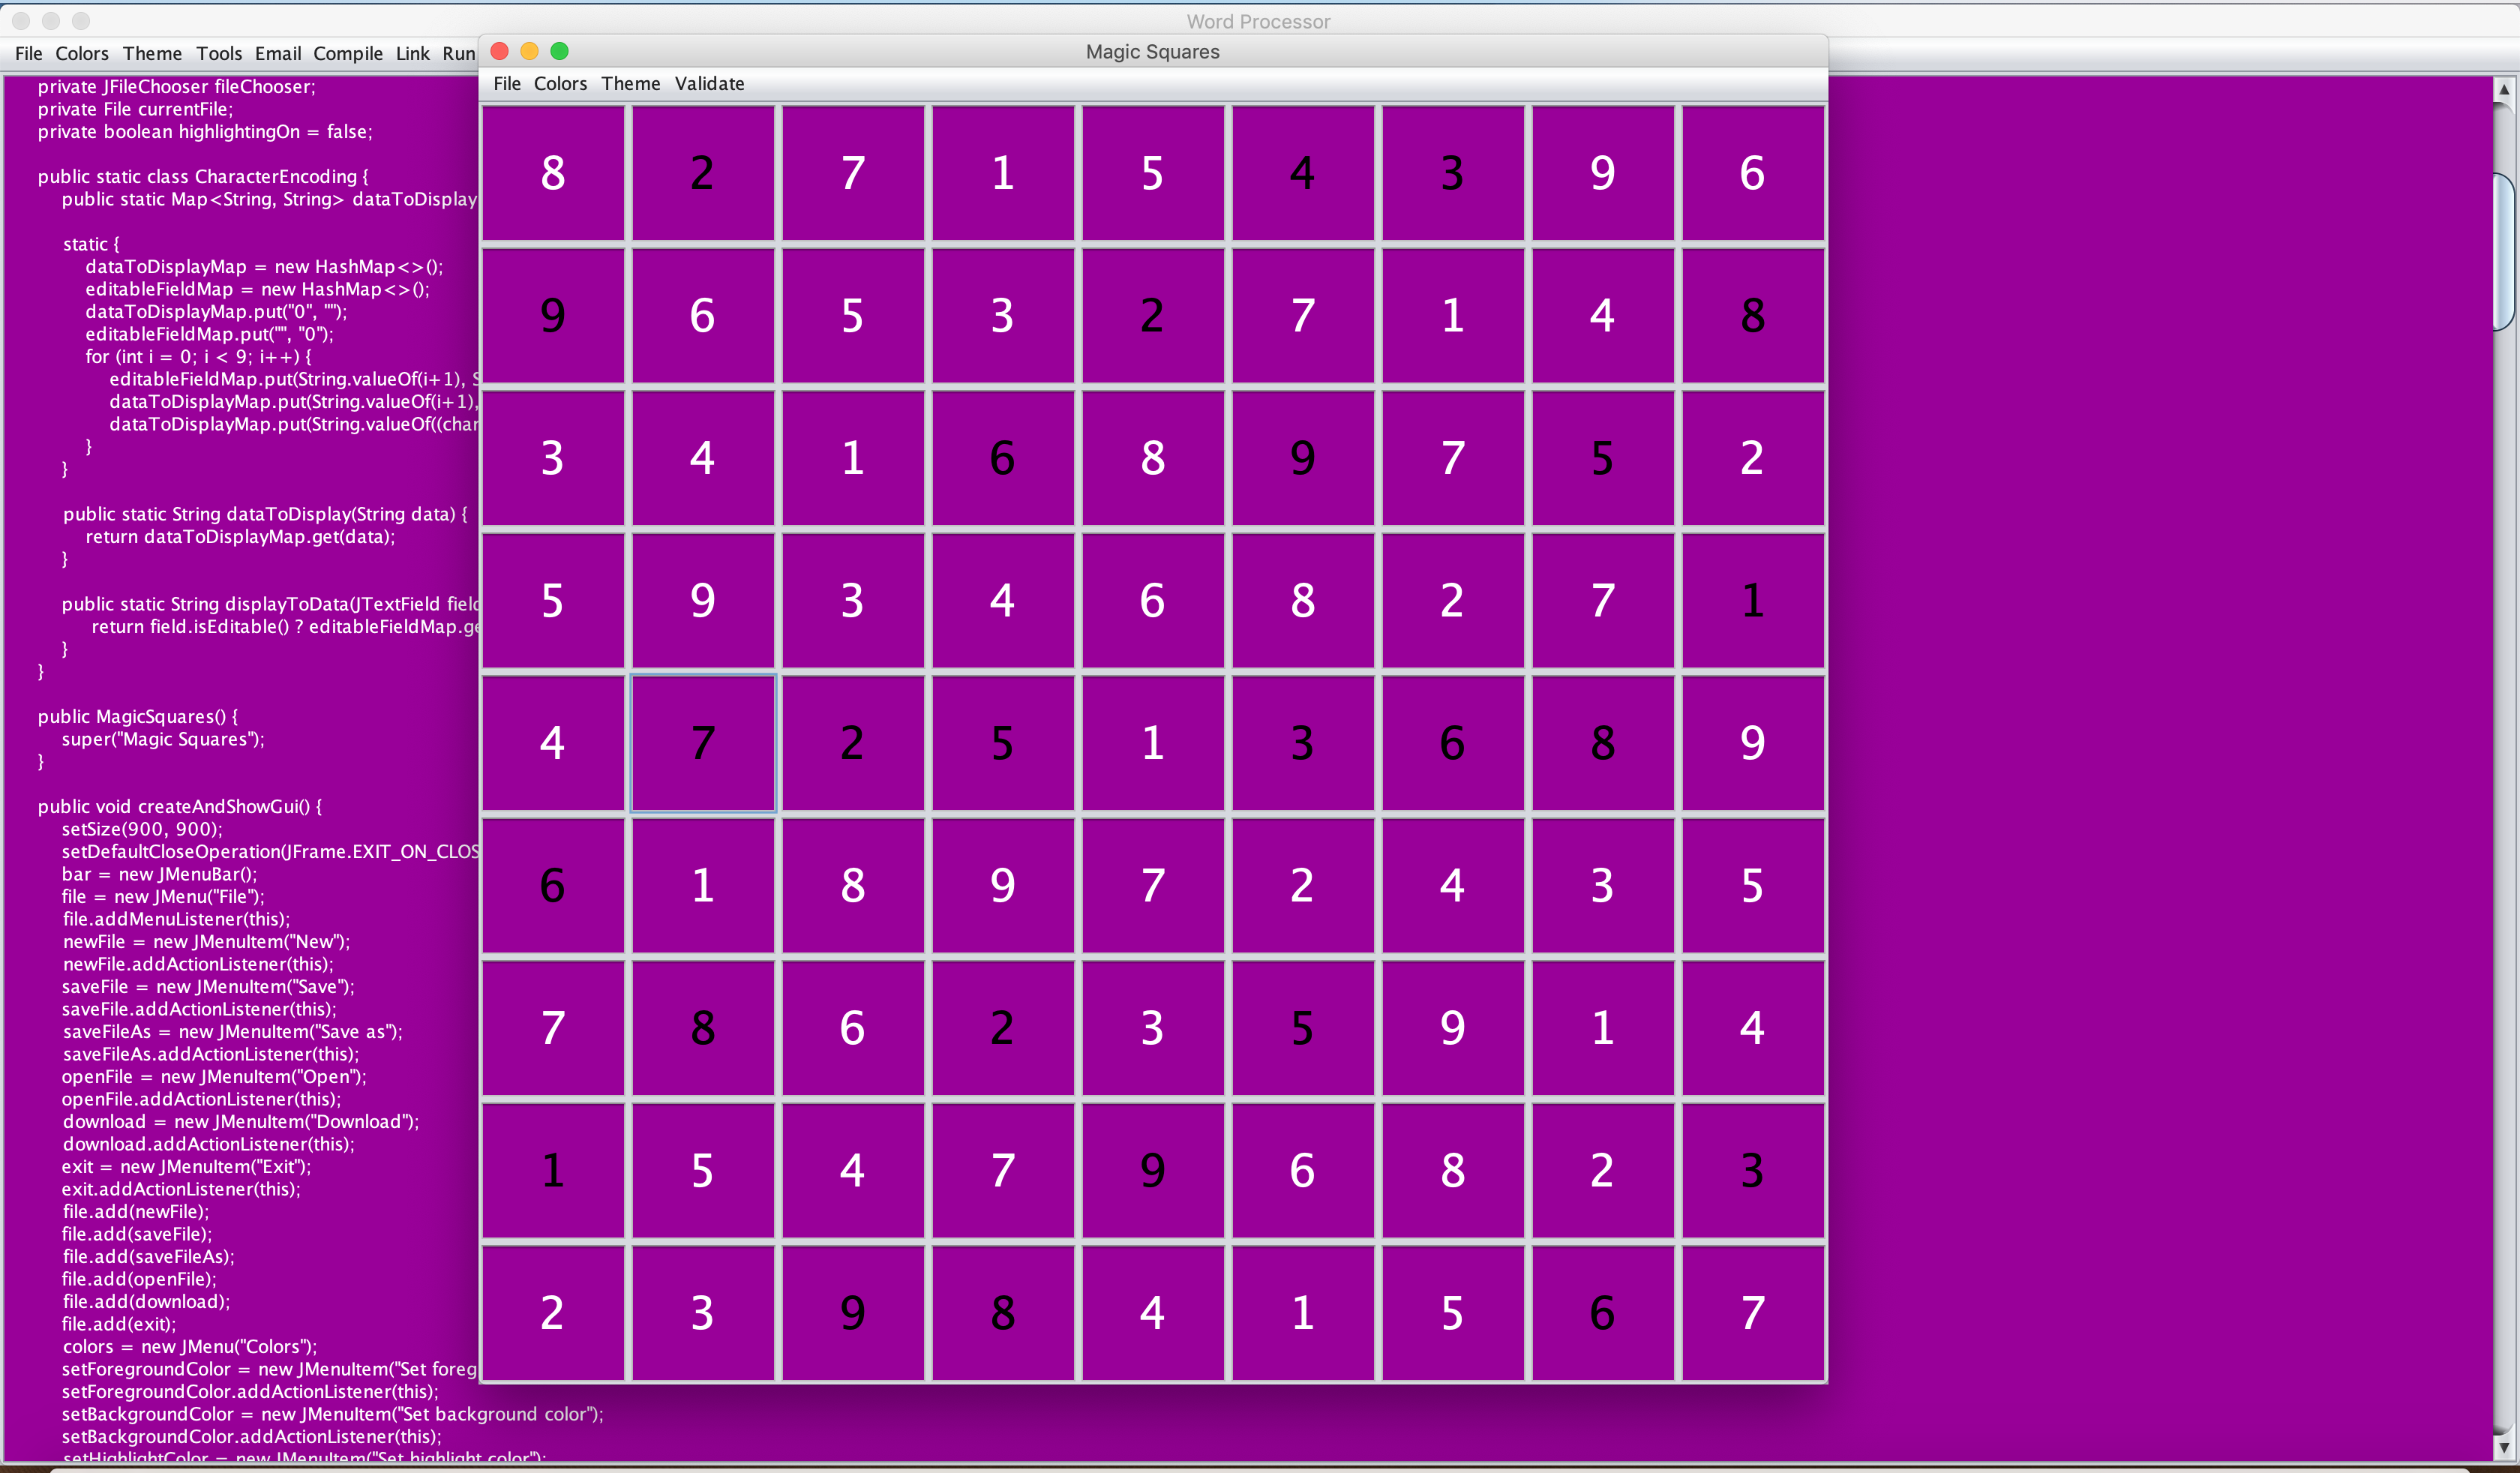 Word Processor
File Colors Theme Tools Email Compile Link Run
private JFileChooser fileChooser;
private File currentFile;
private boolean highlightingOn = false;
public static class CharacterEncoding {
public static Map<String, String> dataToDisplay
static {
dataToDisplayMap = new HashMap<>();
editableFieldMap = new HashMap<>();
dataToDisplayMap.put("0", "");
editableFieldMap.put("", "0");
for (int i = 0; i < 9; i++) {
editableFieldMap.put(String.valueOf(i+1),
dataToDisplayMap.put(String.valueOf(i+1),
dataToDisplayMap.put(String.valueOf((char
}
}
public static String dataToDisplay(String data) {
return dataToDisplayMap.get(data);
}
public static String displayToData(JTextField
return field.isEditable() ? editableFieldMap.ge
}
}
public MagicSquares() {
super("Magic Squares");
}
public void createAndShowGui() {
setSize(900, 900);
setDefaultCloseOperation(JFrame.EXIT_ON_CLOS
bar = new JMenuBar();
file = new JMenu("File");
file.addMenuListener(this);
newFile = new JMenuItem("New");
newFile.addActionListener(this);
saveFile = new JMenuItem("Save");
saveFile.addActionListener(this);
saveFileAs = new JMenuItem("Save as");
saveFileAs.addActionListener(this);
openFile = new JMenuItem("Open");
openFile.addActionListener(this);
download = new JMenuItem("Download");
download.addActionListener(this);
exit = new JMenuItem("Exit");
exit.addActionListener(this);
file.add(newFile);
file.add(saveFile);
file.add(saveFileAs);
file.add(openFile);
file.add(download);
file.add(exit);
colors = new JMenu("Colors");
setForegroundColor = new JMenuItem("Set foreg
setForegroundColor.addActionListener(this);
setBackgroundColor = new JMenuItem("Set background color");
setBackgroundColor.addActionListener(this);
setHighlightColor = new JMenuItem("Set highlight color");
Magic Squares
File Colors Theme Validate
8 2 7 1 5 4 3 9 6
9 6 5 3 2 7 1 4 8
3 4 1 6 8 9 7 5 2
5 9 3 4 6 8 2 7 1
4 7 2 5 1 3 6 8 9
6 1 8 9 7 2 4 3 5
7 8 6 2 3 5 9 1 4
1 5 4 7 9 6 8 2 3
2 3 9 8 4 1 5 6 7